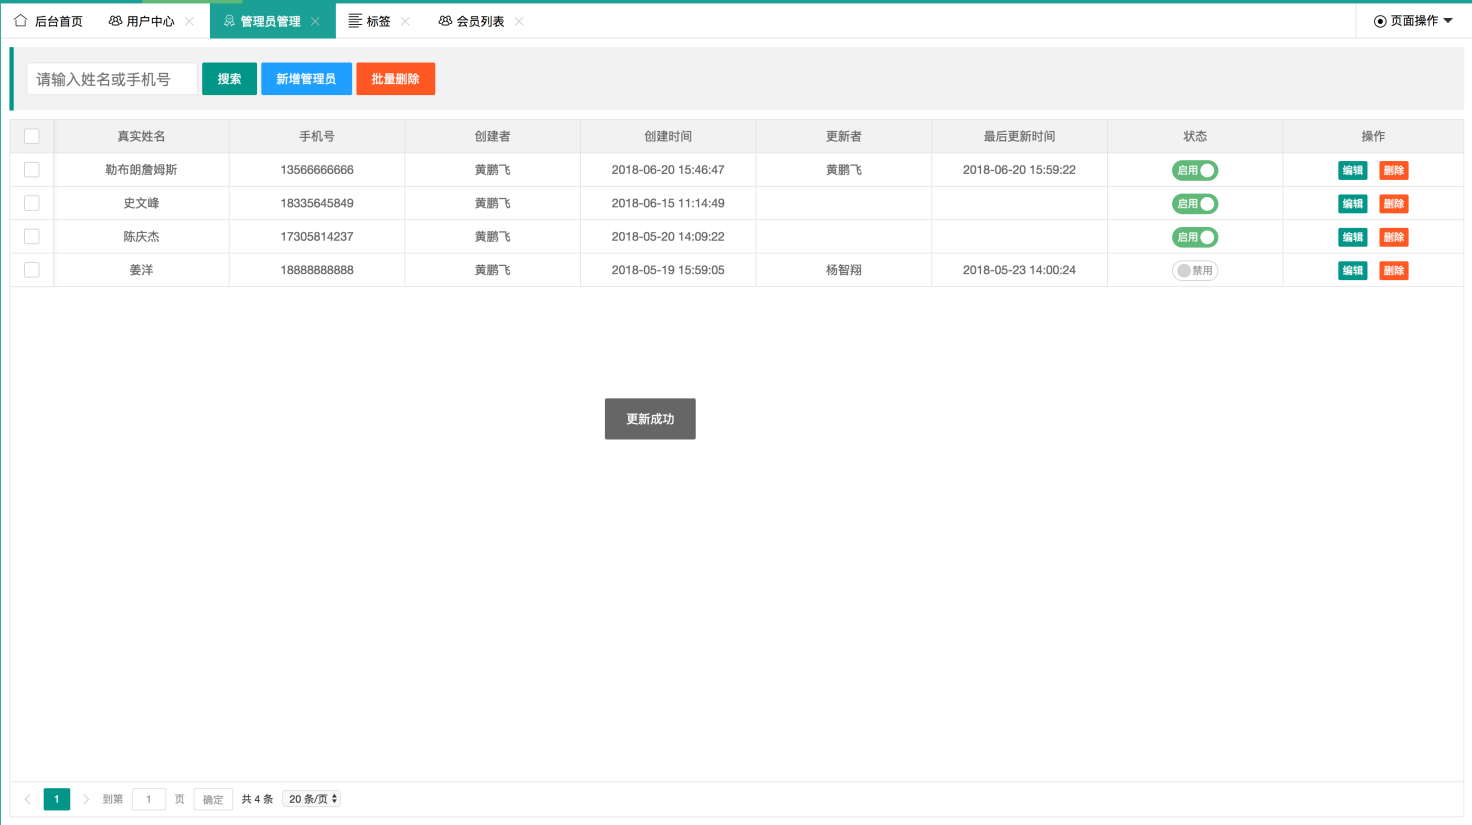 后台首页 用户中心 管理员管理 标签 会员列表 页面操作
请输入姓名或手机号 搜索 新增管理员 批量删除
真实姓名 手机号 创建者 创建时间 更新者 最后更新时间 状态 操作
勒布朗詹姆斯 13566666666 黄鹏飞 2018-06-20 15:46:47 黄鹏飞 2018-06-20 15:59:22 启用 编辑 删除
史文峰 18335645849 黄鹏飞 2018-06-15 11:14:49 启用 编辑 删除
陈庆杰 17305814237 黄鹏飞 2018-05-20 14:09:22 启用 编辑 删除
姜洋 18888888888 黄鹏飞 2018-05-19 15:59:05 杨智翔 2018-05-23 14:00:24 禁用 编辑 删除
更新成功
1 到第 1 页 确定 共 4 条 20 条/页